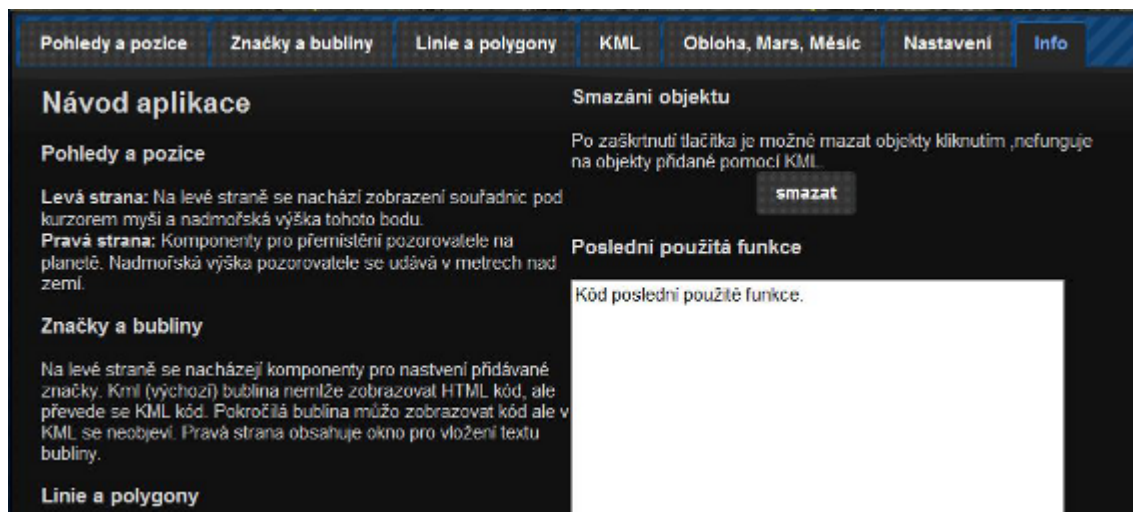 Pohledy a pozice Značky a bubliny Linie a polygony KML Obloha, Mars, Měsíc Nastavení Info
Návod aplikace
Pohledy a pozice
Levá strana: Na levé straně se nachází zobrazení souřadnic pod
kurzorem myši a nadmořská výška tohoto bodu.
Pravá strana: Komponenty pro přemistění pozorovatele na
planetě. Nadmořská výška pozorovatele se udává v metrech nad
zemí.
Značky a bubliny
Na levé straně se nacházejí komponenty pro nastvení přidávané
značky. Kml (výchozí) bublina nemlže zobrazovat HTML kód, ale
převede se KML kód. Pokročilá bublina můžo zobrazovat kód ale v
KML se neobjeví. Pravá strana obsahuje okno pro vložení textu
bubliny.
Linie a polygony
Smazání objektu
Po zaškrtnutí tlačítka je možné mazat objekty kliknutím ,nefunguje
na objekty přidané pomocí KML.
smazat
Poslední použitá funkce
Kód poslední použité funkce.